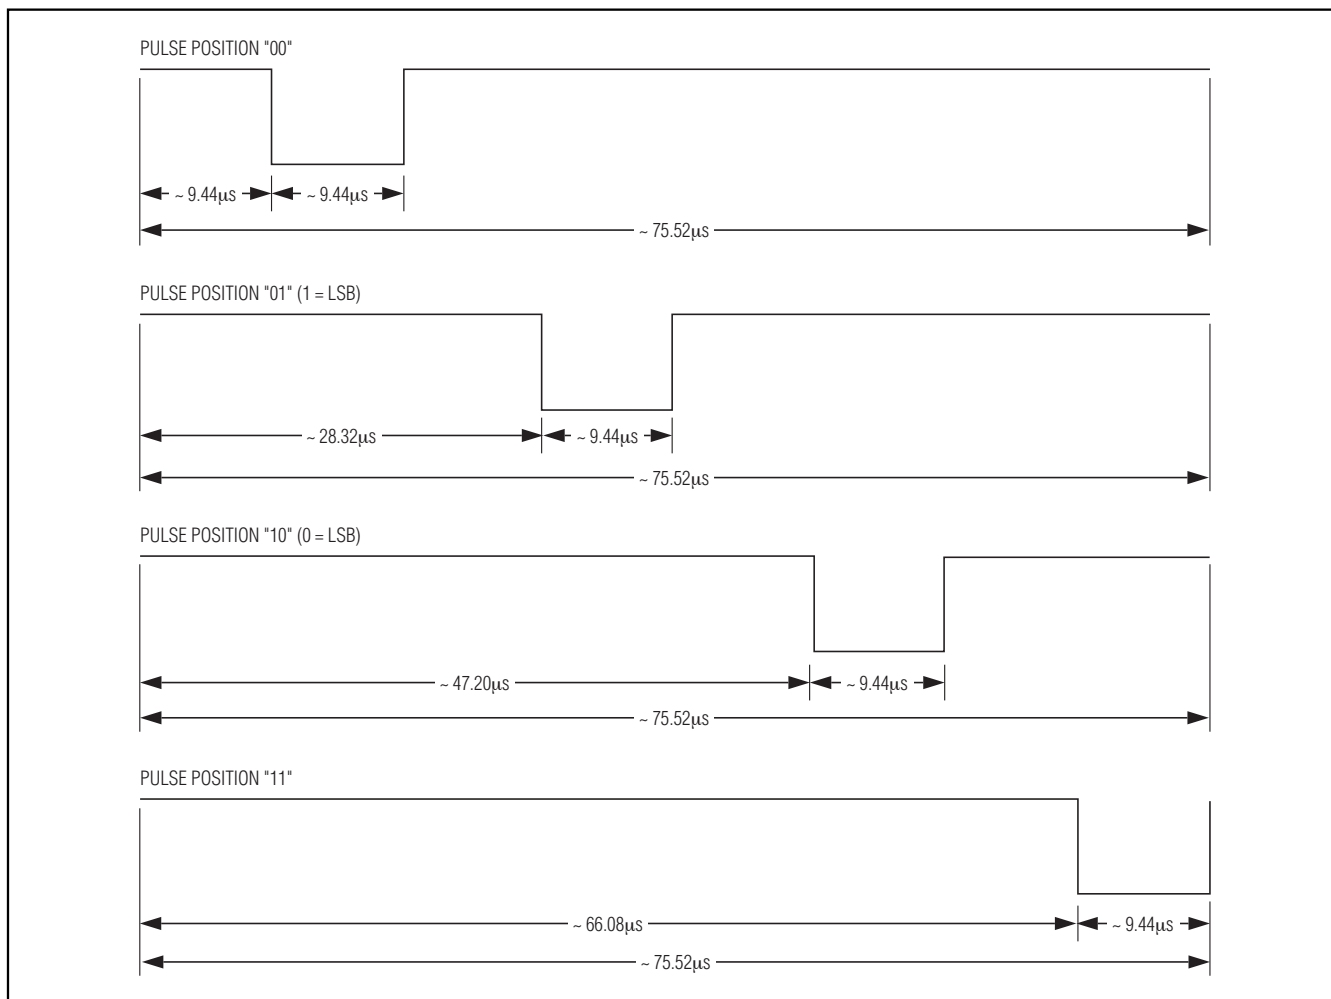 PULSE POSITION "00"
~ 9.44μs ~ 9.44μs
~ 75.52μs
PULSE POSITION "01" (1 = LSB)
~ 28.32μs ~ 9.44μs
~ 75.52μs
PULSE POSITION "10" (0 = LSB)
~ 47.20μs ~ 9.44μs
~ 75.52μs
PULSE POSITION "11"
~ 66.08μs ~ 9.44μs
~ 75.52μs